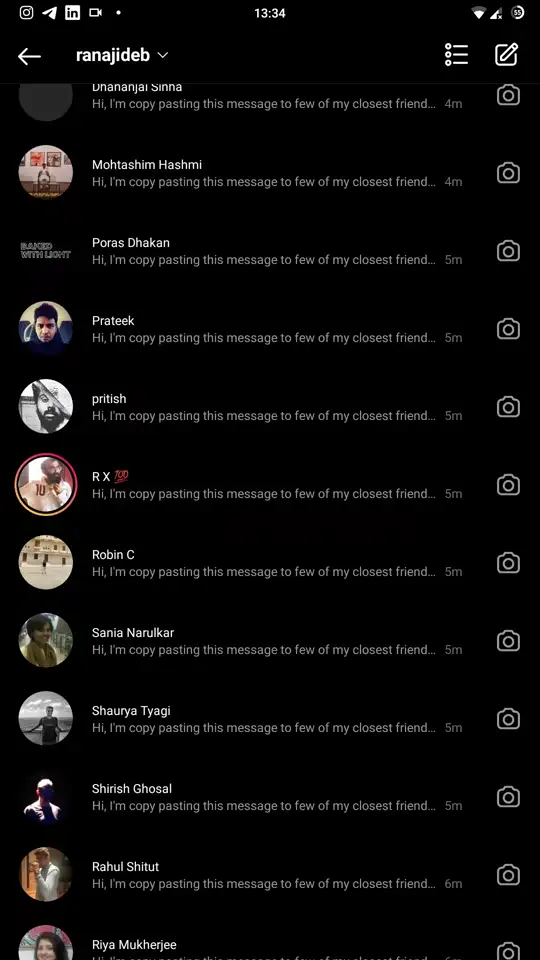 13:34
55
ranajideb
Dhananjai Sinha
Hi, I'm copy pasting this message to few of my closest friend... 4m
Mohtashim Hashmi
Hi, I'm copy pasting this message to few of my closest friend... 4m
BAKED
WITH LIGHT
Poras Dhakan
Hi, I'm copy pasting this message to few of my closest friend... 5m
Prateek
Hi, I'm copy pasting this message to few of my closest friend... 5m
pritish
Hi, I'm copy pasting this message to few of my closest friend... 5m
R X 💯
Hi, I'm copy pasting this message to few of my closest friend... 5m
Robin C
Hi, I'm copy pasting this message to few of my closest friend... 5m
Sania Narulkar
Hi, I'm copy pasting this message to few of my closest friend... 5m
Shaurya Tyagi
Hi, I'm copy pasting this message to few of my closest friend... 5m
Shirish Ghosal
Hi, I'm copy pasting this message to few of my closest friend... 5m
Rahul Shitut
Hi, I'm copy pasting this message to few of my closest friend... 6m
Riya Mukherjee